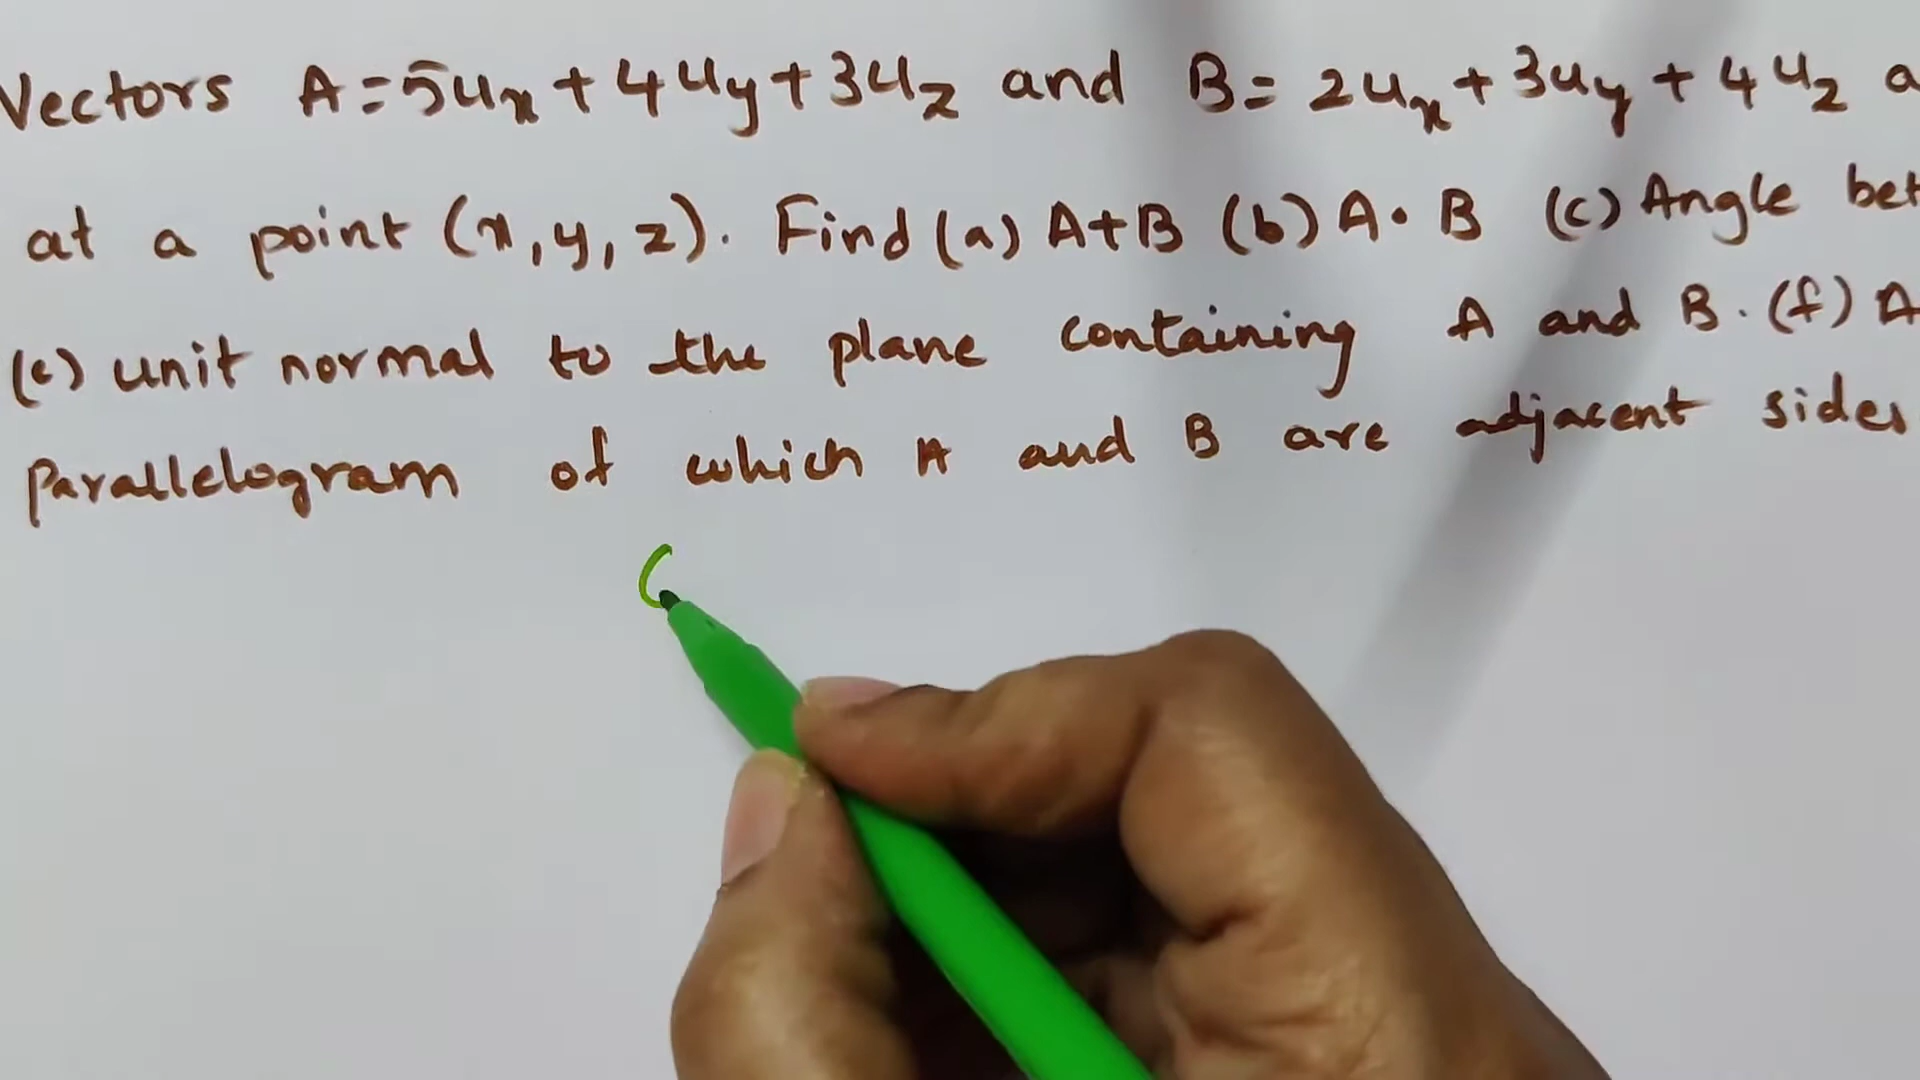 Vectors A=5ux+4uy+3uz and B= 2ux+3uy+4uz a
at a point (x,y,z). Find (a) A+B (b) A·B (c) Angle bet
(e) unit normal to the plane containing A and B. (f) A
Parallelogram of which A and B are adjacent sides